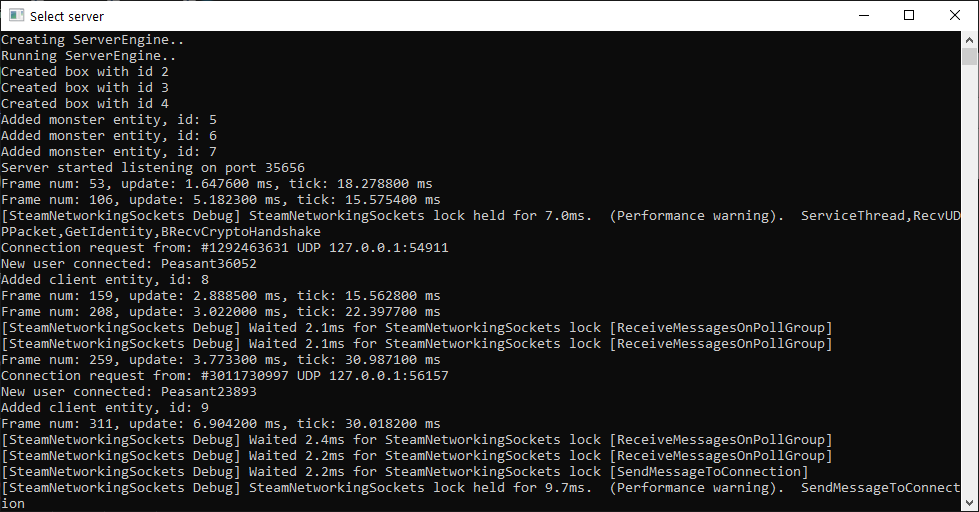 Select server
Creating ServerEngine..
Running ServerEngine..
Created box with id 2
Created box with id 3
Created box with id 4
Added monster entity, id: 5
Added monster entity, id: 6
Added monster entity, id: 7
Server started listening on port 35656
Frame num: 53, update: 1.647600 ms, tick: 18.278800 ms
Frame num: 106, update: 5.182300 ms, tick: 15.575400 ms
[SteamNetworkingSockets Debug] SteamNetworkingSockets lock held for 7.0ms.  (Performance warning).  ServiceThread,RecvUD
PPacket,GetIdentity,BRecvCryptoHandshake
Connection request from: #1292463631 UDP 127.0.0.1:54911
New user connected: Peasant36052
Added client entity, id: 8
Frame num: 159, update: 2.888500 ms, tick: 15.562800 ms
Frame num: 208, update: 3.022000 ms, tick: 22.397700 ms
[SteamNetworkingSockets Debug] Waited 2.1ms for SteamNetworkingSockets lock [ReceiveMessagesOnPollGroup]
[SteamNetworkingSockets Debug] Waited 2.1ms for SteamNetworkingSockets lock [ReceiveMessagesOnPollGroup]
Frame num: 259, update: 3.773300 ms, tick: 30.987100 ms
Connection request from: #3011730997 UDP 127.0.0.1:56157
New user connected: Peasant23893
Added client entity, id: 9
Frame num: 311, update: 6.904200 ms, tick: 30.018200 ms
[SteamNetworkingSockets Debug] Waited 2.4ms for SteamNetworkingSockets lock [ReceiveMessagesOnPollGroup]
[SteamNetworkingSockets Debug] Waited 2.2ms for SteamNetworkingSockets lock [ReceiveMessagesOnPollGroup]
[SteamNetworkingSockets Debug] Waited 2.2ms for SteamNetworkingSockets lock [SendMessageToConnection]
[SteamNetworkingSockets Debug] SteamNetworkingSockets lock held for 9.7ms.  (Performance warning).  SendMessageToConnect
ion